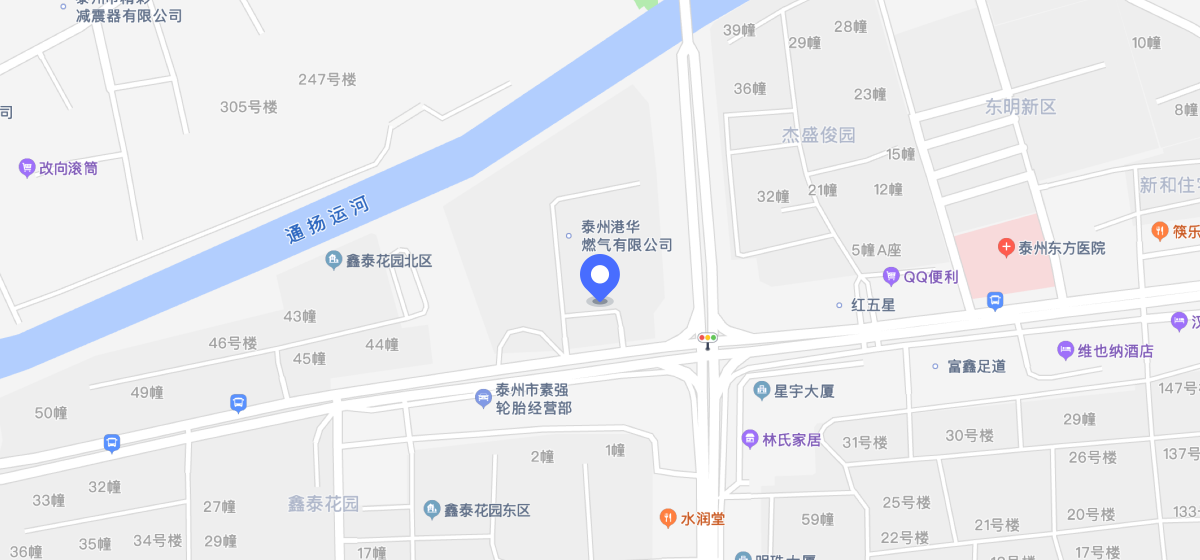 减震器有限公司
39幢
28幢
29幢
10幢
247号楼
305号楼
36幢
23幢
东明新区
8幢
司
杰盛俊园
15幢
改向滚筒
32幢
21幢
12幢
新和住宅
通扬运河
泰州港华
燃气有限公司
筷乐
5幢A座
泰州东方医院
鑫泰花园北区
QQ便利
红五星
43幢
汉
46号楼
44幢
45幢
维也纳酒店
富鑫足道
49幢
泰州市素强
轮胎经营部
星宇大厦
147号
50幢
29幢
林氏家居
31号楼
30号楼
2幢
1幢
26号楼
137号
33幢
32幢
27幢
鑫泰花园
鑫泰花园东区
25号楼
水润堂
59幢
21号楼
20号楼
133
36幢
35幢
34号楼
29幢
22号楼
17幢
17号楼
明珠大厦